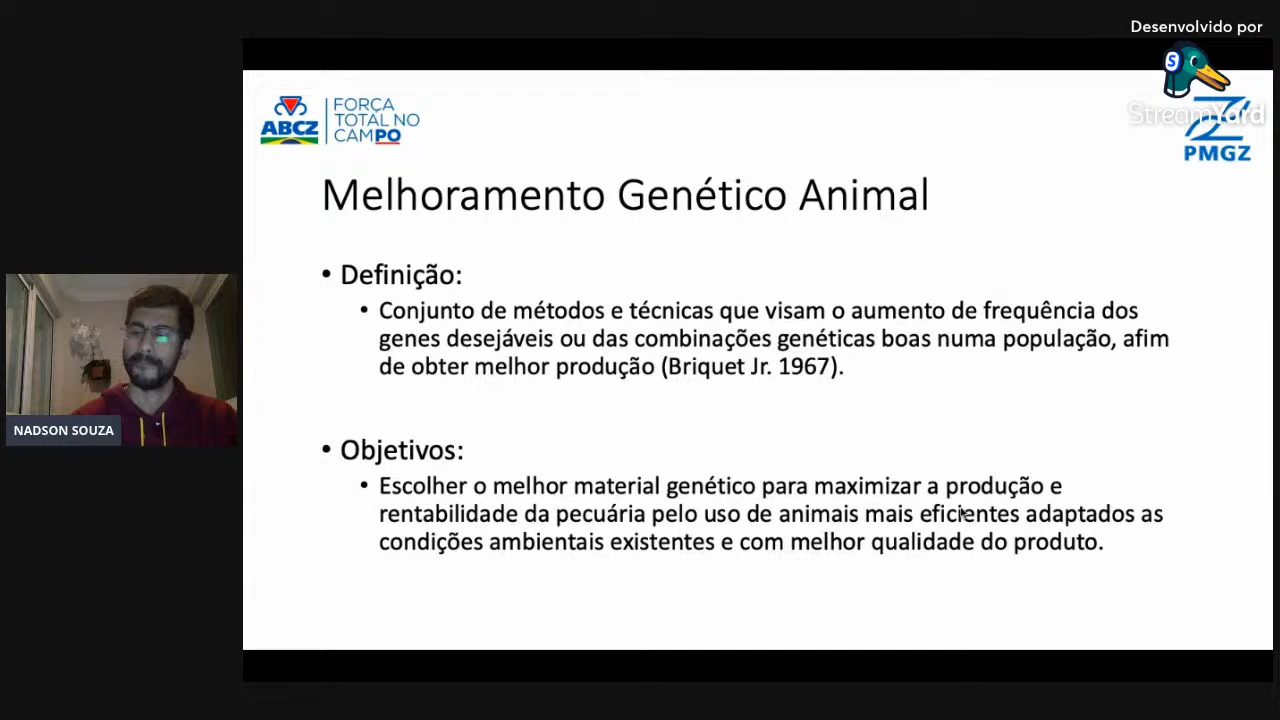 Desenvolvido por
S
StreamYard
ABCZ
FORÇA
TOTAL NO
CAMPO
PMGZ
Melhoramento Genético Animal
• Definição:
• Conjunto de métodos e técnicas que visam o aumento de frequência dos
genes desejáveis ou das combinações genéticas boas numa população, afim
de obter melhor produção (Briquet Jr. 1967).
• Objetivos:
• Escolher o melhor material genético para maximizar a produção e
rentabilidade da pecuária pelo uso de animais mais eficientes adaptados as
condições ambientais existentes e com melhor qualidade do produto.
NADSON SOUZA